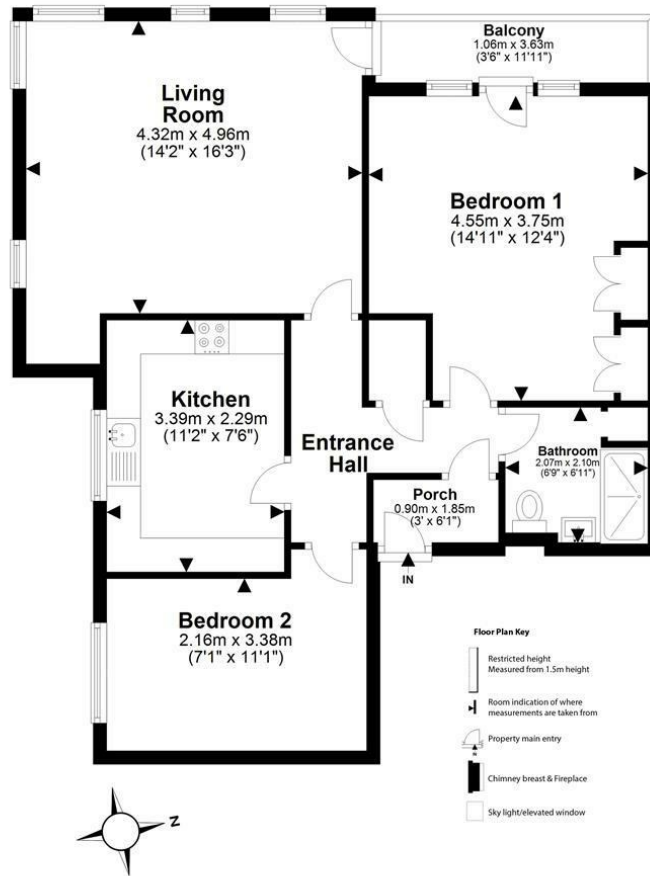 Balcony
1.06m x 3.63m
(3'6" x 11'11")
Living
Room
4.32m x 4.96m
(14'2" x 16'3")
Bedroom 1
4.55m x 3.75m
(14'11" x 12'4")
Kitchen
3.39m x 2.29m
(11'2" x 7'6")
Entrance
Hall
Bathroom
2.07m x 2.10m
(6'9" x 6'11")
Porch
0.90m x 1.85m
(3' x 6'1")
IN
Bedroom 2
2.16m x 3.38m
(7'1" x 11'1")
Floor Plan Key
Restricted height
Measured from 1.5m height
Room indication of where
measurements are taken from
Property main entry
IN
Chimney breast & Fireplace
Sky light/elevated window
N